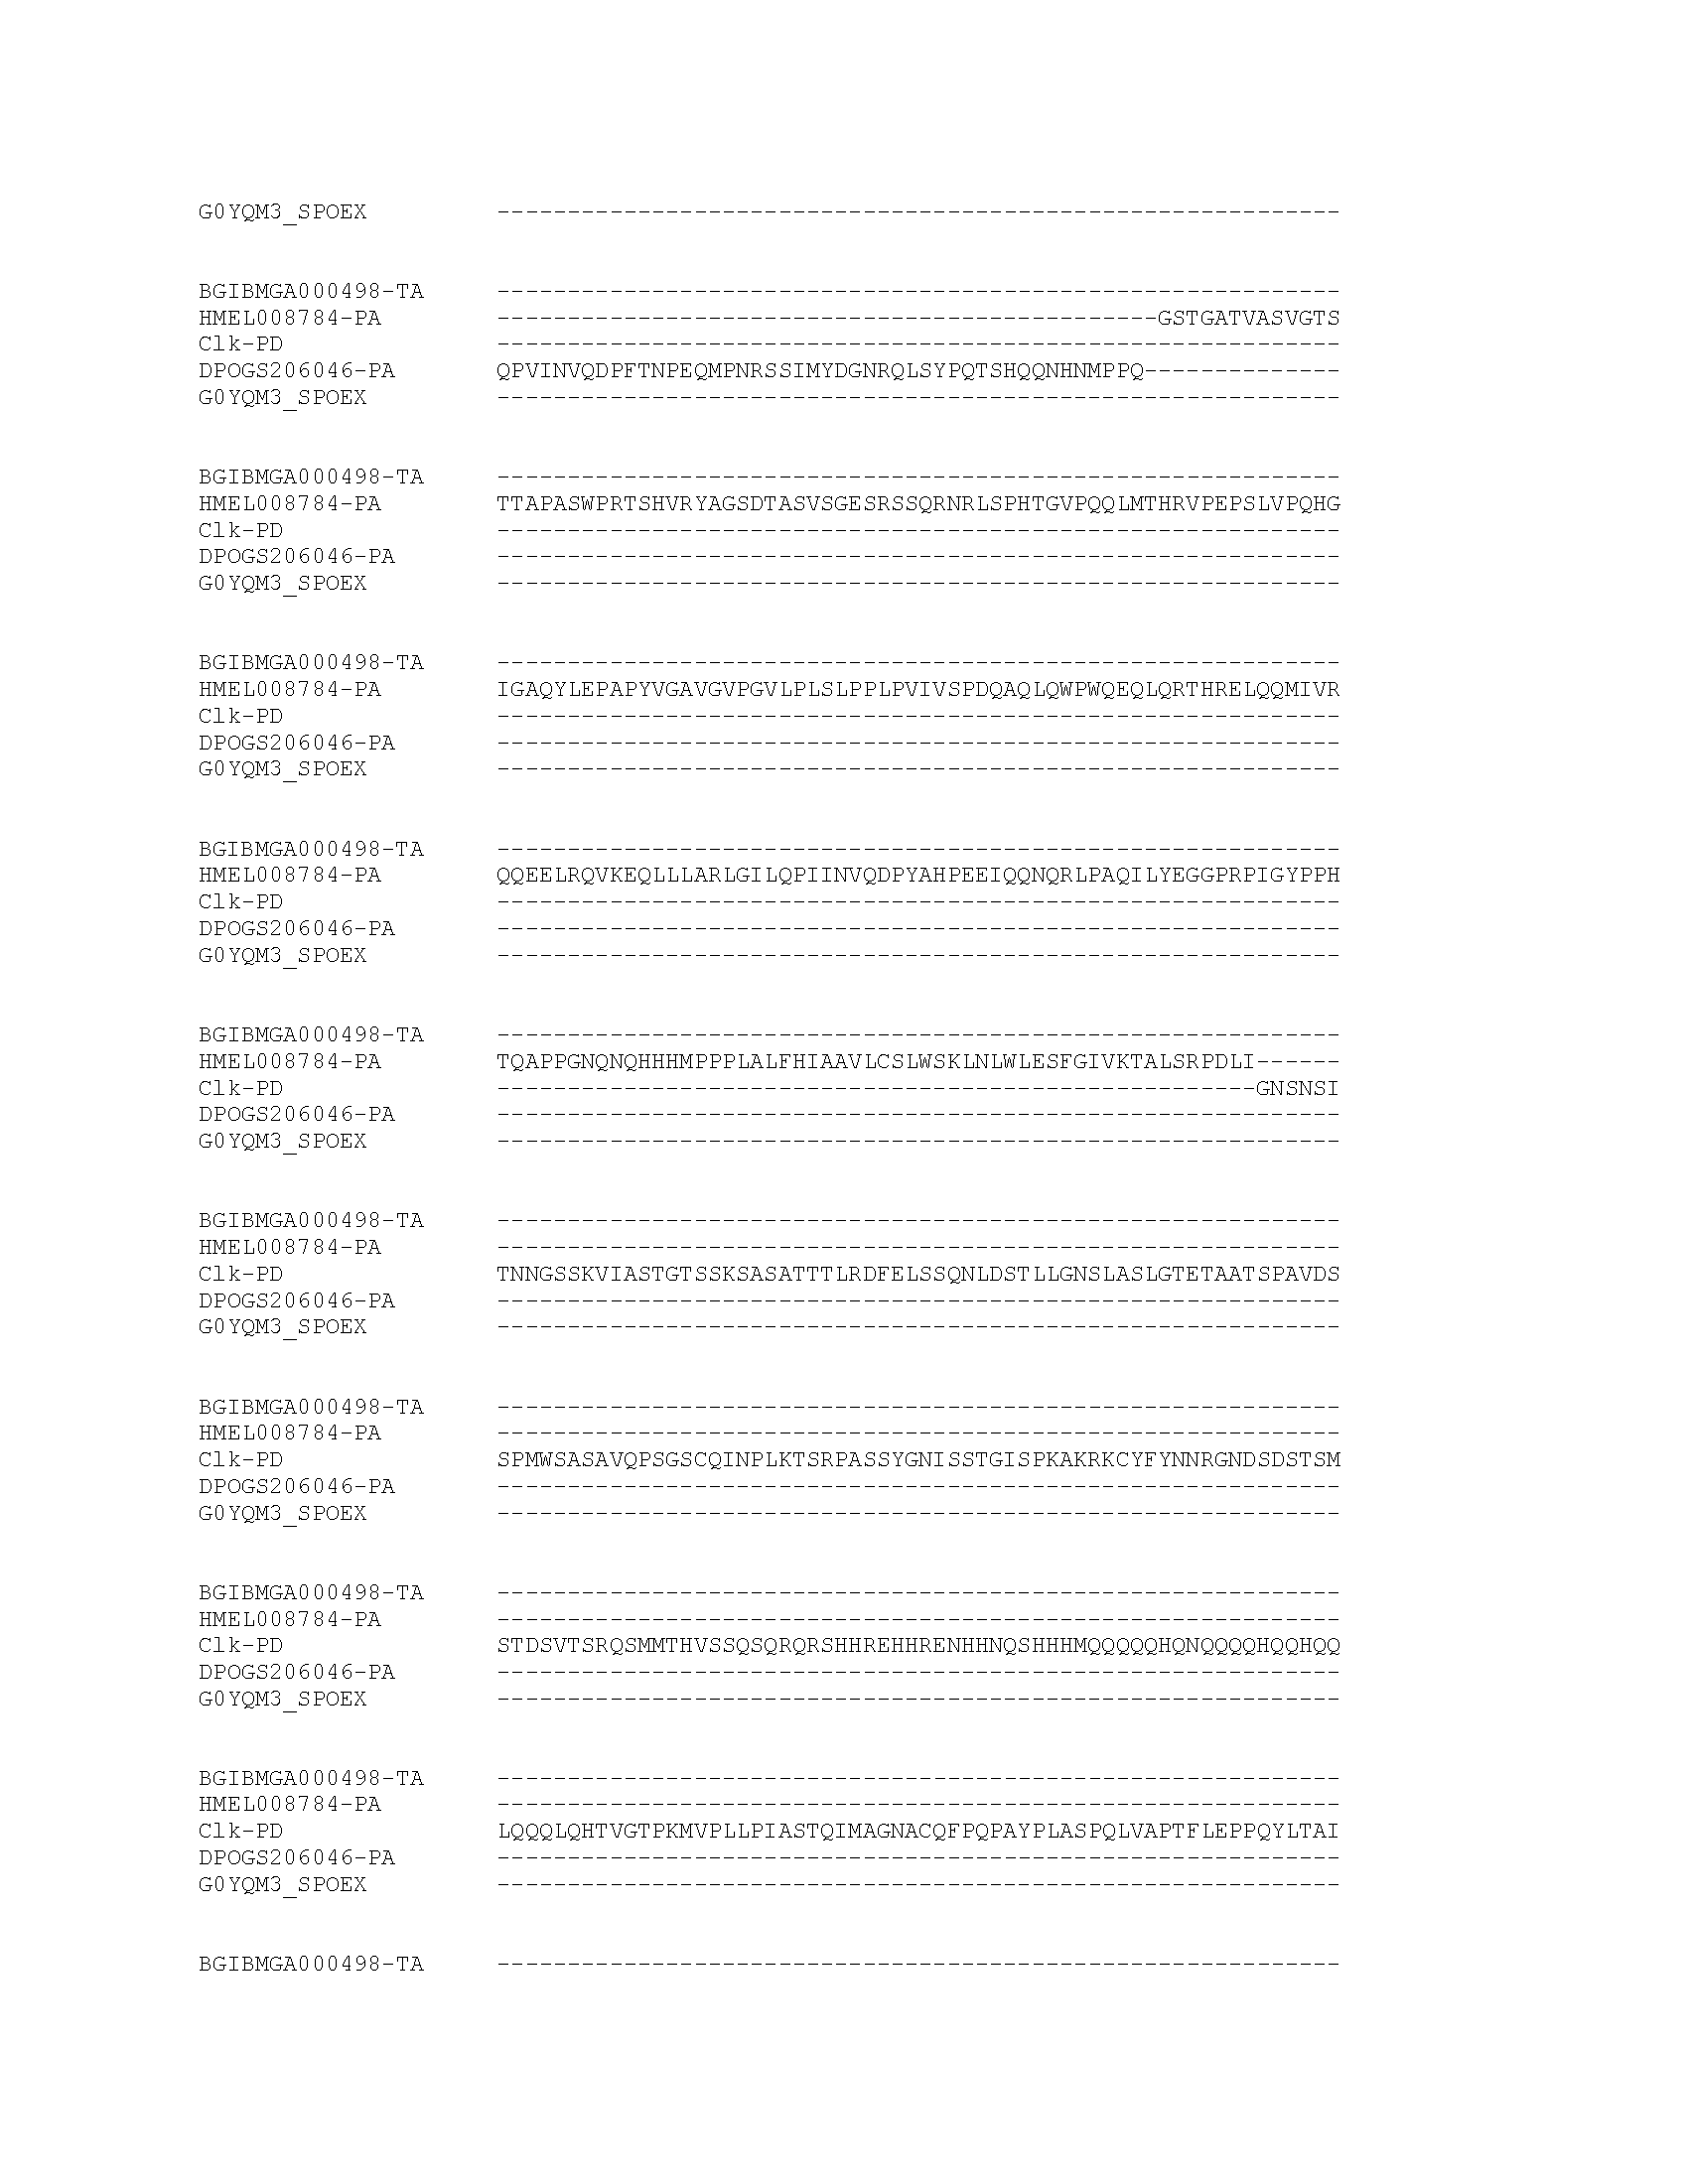 G0YQM3_SPOEX ------------------------------------------------------------
BGIBMGA000498-TA ------------------------------------------------------------
HMEL008784-PA -----------------------------------------------GSTGATVASVGTS
Clk-PD ------------------------------------------------------------
DPOGS206046-PA QPVINVQDPFTNPEQMPNRSSIMYDGNRQLSYPQTSHQQNHNMPPQ--------------
G0YQM3_SPOEX ------------------------------------------------------------
BGIBMGA000498-TA ------------------------------------------------------------
HMEL008784-PA TTAPASWPRTSHVRYAGSDTASVSGESRSSQRNRLSPHTGVPQQLMTHRVPEPSLVPQHG
Clk-PD ------------------------------------------------------------
DPOGS206046-PA ------------------------------------------------------------
G0YQM3_SPOEX ------------------------------------------------------------
BGIBMGA000498-TA ------------------------------------------------------------
HMEL008784-PA IGAQYLEPAPYVGAVGVPGVLPLSLPPLPVIVSPDQAQLQWPWQEQLQRTHRELQQMIVR
Clk-PD ------------------------------------------------------------
DPOGS206046-PA ------------------------------------------------------------
G0YQM3_SPOEX ------------------------------------------------------------
BGIBMGA000498-TA ------------------------------------------------------------
HMEL008784-PA QQEELRQVKEQLLLARLGILQPIINVQDPYAHPEEIQQNQRLPAQILYEGGPRPIGYPPH
Clk-PD ------------------------------------------------------------
DPOGS206046-PA ------------------------------------------------------------
G0YQM3_SPOEX ------------------------------------------------------------
BGIBMGA000498-TA ------------------------------------------------------------
HMEL008784-PA TQAPPGNQNQHHHMPPPLALFHIAAVLCSLWSKLNLWLESFGIVKTALSRPDLI------
Clk-PD ------------------------------------------------------GNSNSI
DPOGS206046-PA ------------------------------------------------------------
G0YQM3_SPOEX ------------------------------------------------------------
BGIBMGA000498-TA ------------------------------------------------------------
HMEL008784-PA ------------------------------------------------------------
Clk-PD TNNGSSKVIASTGTSSKSASATTTLRDFELSSQNLDSTLLGNSLASLGTETAATSPAVDS
DPOGS206046-PA ------------------------------------------------------------
G0YQM3_SPOEX ------------------------------------------------------------
BGIBMGA000498-TA ------------------------------------------------------------
HMEL008784-PA ------------------------------------------------------------
Clk-PD SPMWSASAVQPSGSCQINPLKTSRPASSYGNISSTGISPKAKRKCYFYNNRGNDSDSTSM
DPOGS206046-PA ------------------------------------------------------------
G0YQM3_SPOEX ------------------------------------------------------------
BGIBMGA000498-TA ------------------------------------------------------------
HMEL008784-PA ------------------------------------------------------------
Clk-PD STDSVTSRQSMMTHVSSQSQRQRSHHREHHRENHHNQSHHHMQQQQQHQNQQQQHQQHQQ
DPOGS206046-PA ------------------------------------------------------------
G0YQM3_SPOEX ------------------------------------------------------------
BGIBMGA000498-TA ------------------------------------------------------------
HMEL008784-PA ------------------------------------------------------------
Clk-PD LQQQLQHTVGTPKMVPLLPIASTQIMAGNACQFPQPAYPLASPQLVAPTFLEPPQYLTAI
DPOGS206046-PA ------------------------------------------------------------
G0YQM3_SPOEX ------------------------------------------------------------
BGIBMGA000498-TA ------------------------------------------------------------